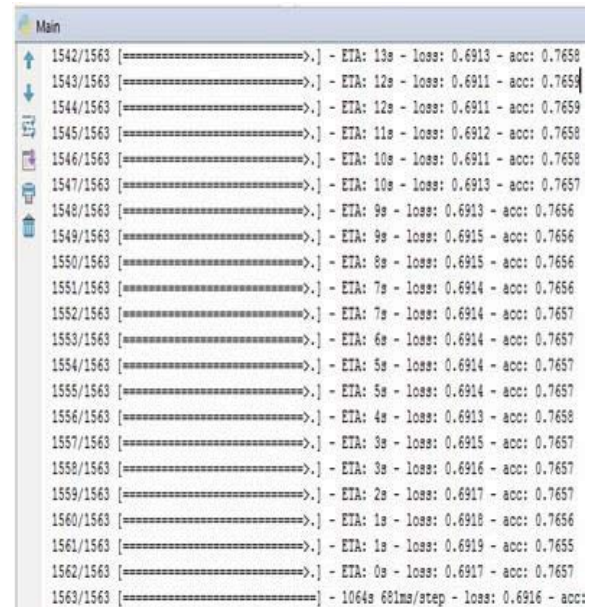 Main
1542/1563 [==============================>.] - ETA: 13s - loss: 0.6913 - acc: 0.7658
1543/1563 [==============================>.] - ETA: 12s - loss: 0.6911 - acc: 0.7659
1544/1563 [==============================>.] - ETA: 12s - loss: 0.6911 - acc: 0.7659
1545/1563 [==============================>.] - ETA: 11s - loss: 0.6912 - acc: 0.7658
1546/1563 [==============================>.] - ETA: 10s - loss: 0.6911 - acc: 0.7658
1547/1563 [==============================>.] - ETA: 10s - loss: 0.6913 - acc: 0.7657
1548/1563 [==============================>.] - ETA: 9s - loss: 0.6913 - acc: 0.7656
1549/1563 [==============================>.] - ETA: 9s - loss: 0.6915 - acc: 0.7656
1550/1563 [==============================>.] - ETA: 8s - loss: 0.6915 - acc: 0.7656
1551/1563 [==============================>.] - ETA: 7s - loss: 0.6914 - acc: 0.7656
1552/1563 [==============================>.] - ETA: 7s - loss: 0.6914 - acc: 0.7657
1553/1563 [==============================>.] - ETA: 6s - loss: 0.6914 - acc: 0.7657
1554/1563 [==============================>.] - ETA: 5s - loss: 0.6914 - acc: 0.7657
1555/1563 [==============================>.] - ETA: 5s - loss: 0.6914 - acc: 0.7657
1556/1563 [==============================>.] - ETA: 4s - loss: 0.6913 - acc: 0.7658
1557/1563 [==============================>.] - ETA: 3s - loss: 0.6915 - acc: 0.7657
1558/1563 [==============================>.] - ETA: 3s - loss: 0.6916 - acc: 0.7657
1559/1563 [==============================>.] - ETA: 2s - loss: 0.6917 - acc: 0.7657
1560/1563 [==============================>.] - ETA: 1s - loss: 0.6918 - acc: 0.7656
1561/1563 [==============================>.] - ETA: 1s - loss: 0.6919 - acc: 0.7655
1562/1563 [==============================>.] - ETA: 0s - loss: 0.6917 - acc: 0.7657
1563/1563 [================================] - 1064s 681ms/step - loss: 0.6916 - acc: